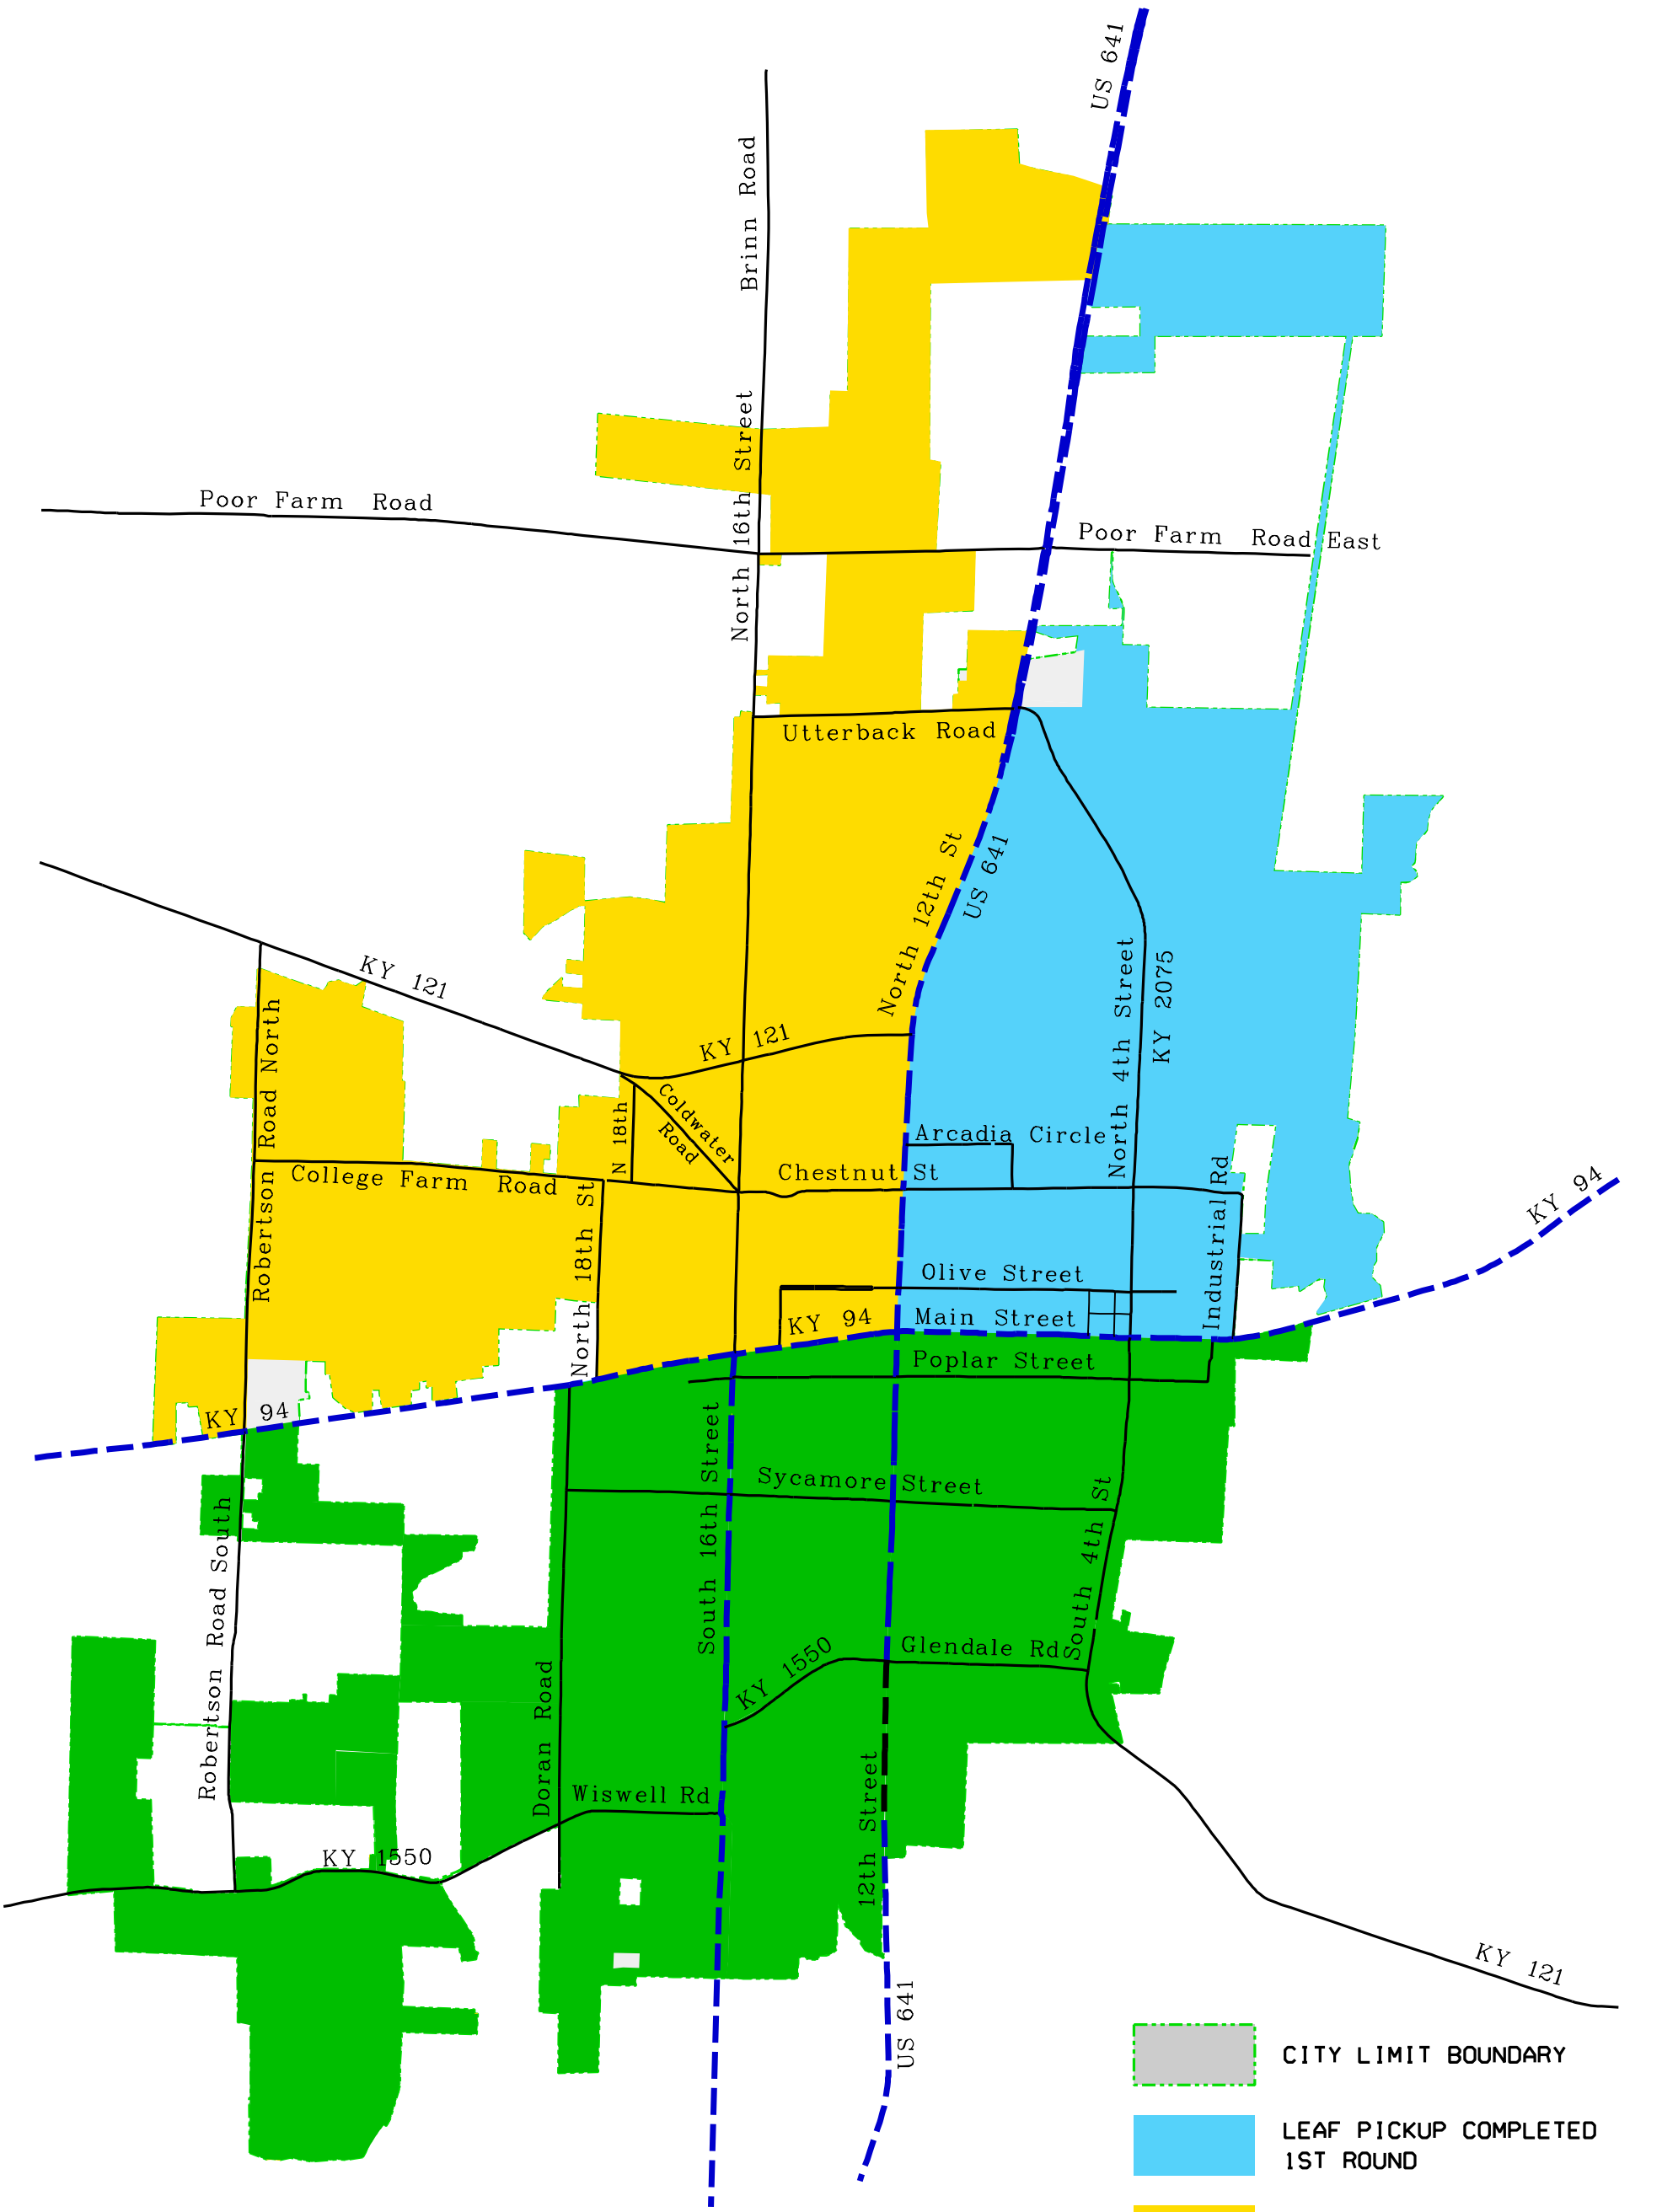 US 641
Brinn Road
North 16th Street
Poor Farm Road
Poor Farm Road East
Utterback Road
North 12th St
US 641
KY 121
KY 121
North 4th Street
KY 2075
Robertson Road North
Coldwater
Road
N 18th
Arcadia Circle
Chestnut St
College Farm Road
North 18th St
Industrial Rd
KY 94
Olive Street
Main Street
KY 94
Poplar Street
KY 94
South 16th Street
Sycamore Street
South 4th St
Robertson Road South
Glendale Rd
KY 1550
Doran Road
12th Street
Wiswell Rd
KY 1550
KY 121
US 641
CITY LIMIT BOUNDARY
LEAF PICKUP COMPLETED
1ST ROUND